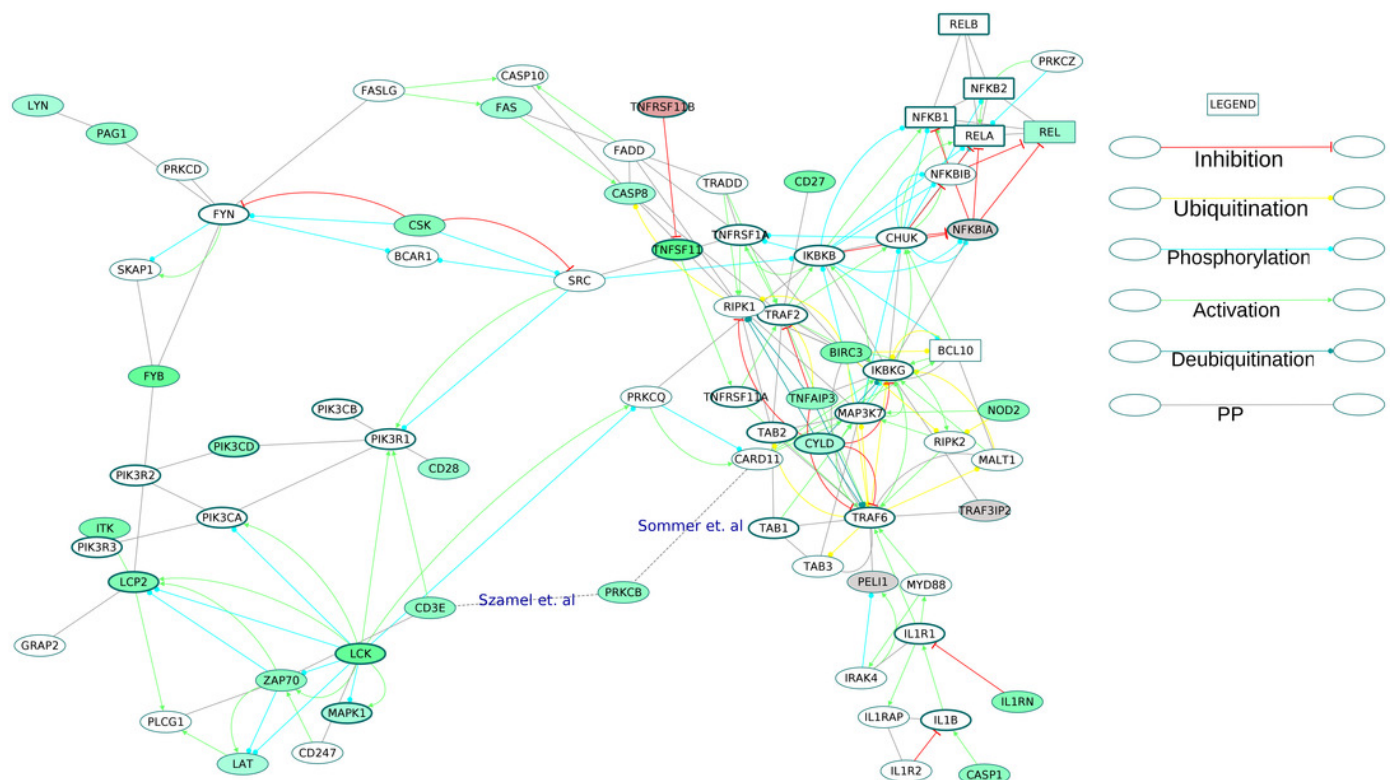 RELB
PRKCZ
CASP10
FASLG
NFKB2
LYN
FAS
TNFRSF11B
LEGEND
NFKB1
PAG1
RELA
REL
Inhibition
FADD
PRKCD
NFKBIB
TRADD
CD27
CASP8
Ubiquitination
FYN
CSK
TNFRSF1A
CHUK
NFKBIA
TNFSF11
BCAR1
IKBKB
Phosphorylation
SKAP1
SRC
RIPK1
TRAF2
Activation
BIRC3
BCL10
FYB
IKBKG
Deubiquitination
PRKCQ
TNFRSF11A
TNFAIP3
PIK3CB
MAP3K7
NOD2
PP
PIK3R1
TAB2
CYLD
RIPK2
PIK3CD
CARD11
MALT1
CD28
PIK3R2
TRAF3IP2
PIK3CA
TRAF6
ITK
Sommer et. al
TAB1
PIK3R3
TAB3
LCP2
PELI1
MYD88
PRKCB
Szamel et. al
CD3E
IL1R1
GRAP2
LCK
ZAP70
IRAK4
IL1RN
MAPK1
IL1RAP
IL1B
PLCG1
CD247
LAT
IL1R2
CASP1